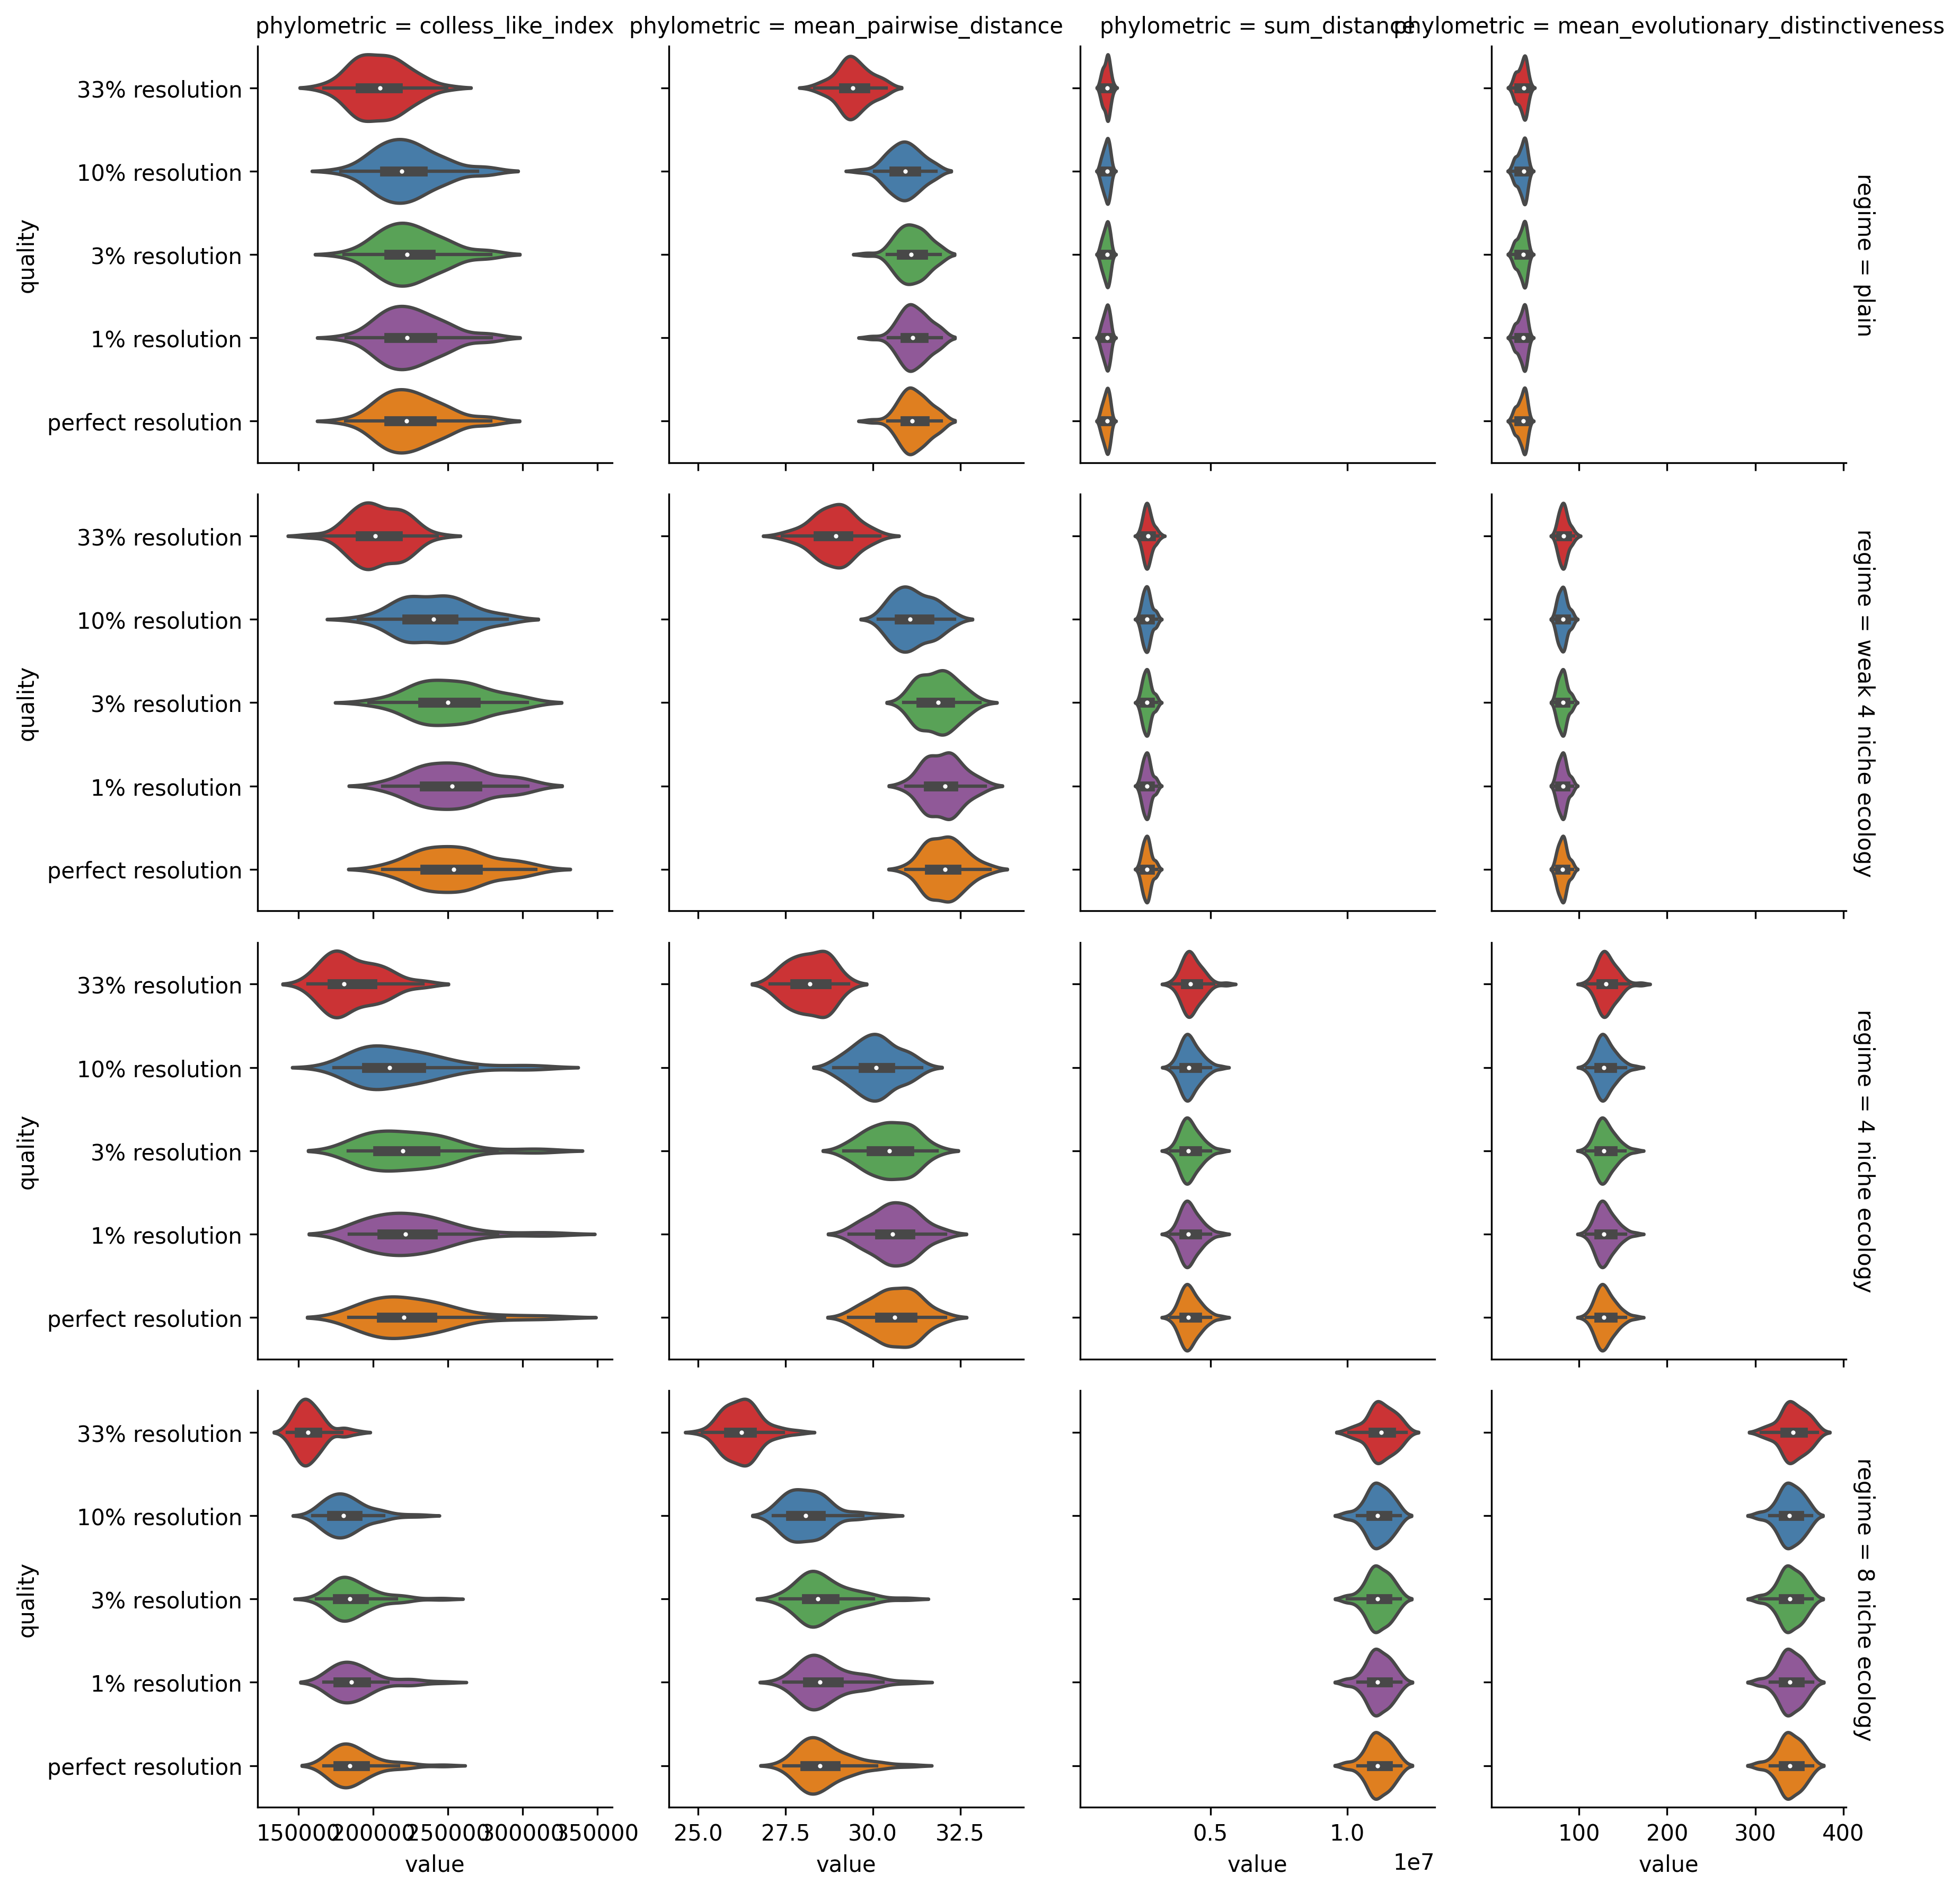 phylometric = colless_like_index
phylometric = mean_pairwise_distance
phylometric = sum_distance
phylometric = mean_evolutionary_distinctiveness
quality
33% resolution
10% resolution
3% resolution
1% resolution
perfect resolution
regime = plain
quality
33% resolution
10% resolution
3% resolution
1% resolution
perfect resolution
regime = weak 4 niche ecology
quality
33% resolution
10% resolution
3% resolution
1% resolution
perfect resolution
regime = 4 niche ecology
quality
33% resolution
10% resolution
3% resolution
1% resolution
perfect resolution
regime = 8 niche ecology
150000 200000 250000 300000 350000
value
25.0 27.5 30.0 32.5
value
0.5 1.0
1e7
value
100 200 300 400
value